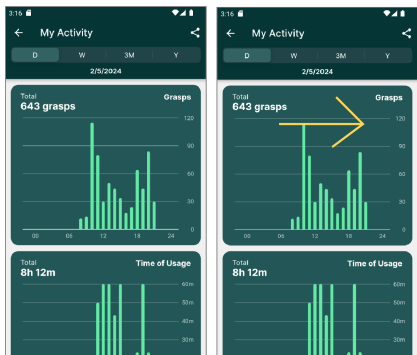 3:16
My Activity
D W 3M Y
2/5/2024
Total
Grasps
643 grasps
120
90
60
30
0
00 06 12 18 24
Total
Time of Usage
8h 12m
60m
50m
40m
30m
3:16
My Activity
D W 3M Y
2/5/2024
Total
Grasps
643 grasps
120
90
60
30
0
00 06 12 18 24
Total
Time of Usage
8h 12m
60m
50m
40m
30m